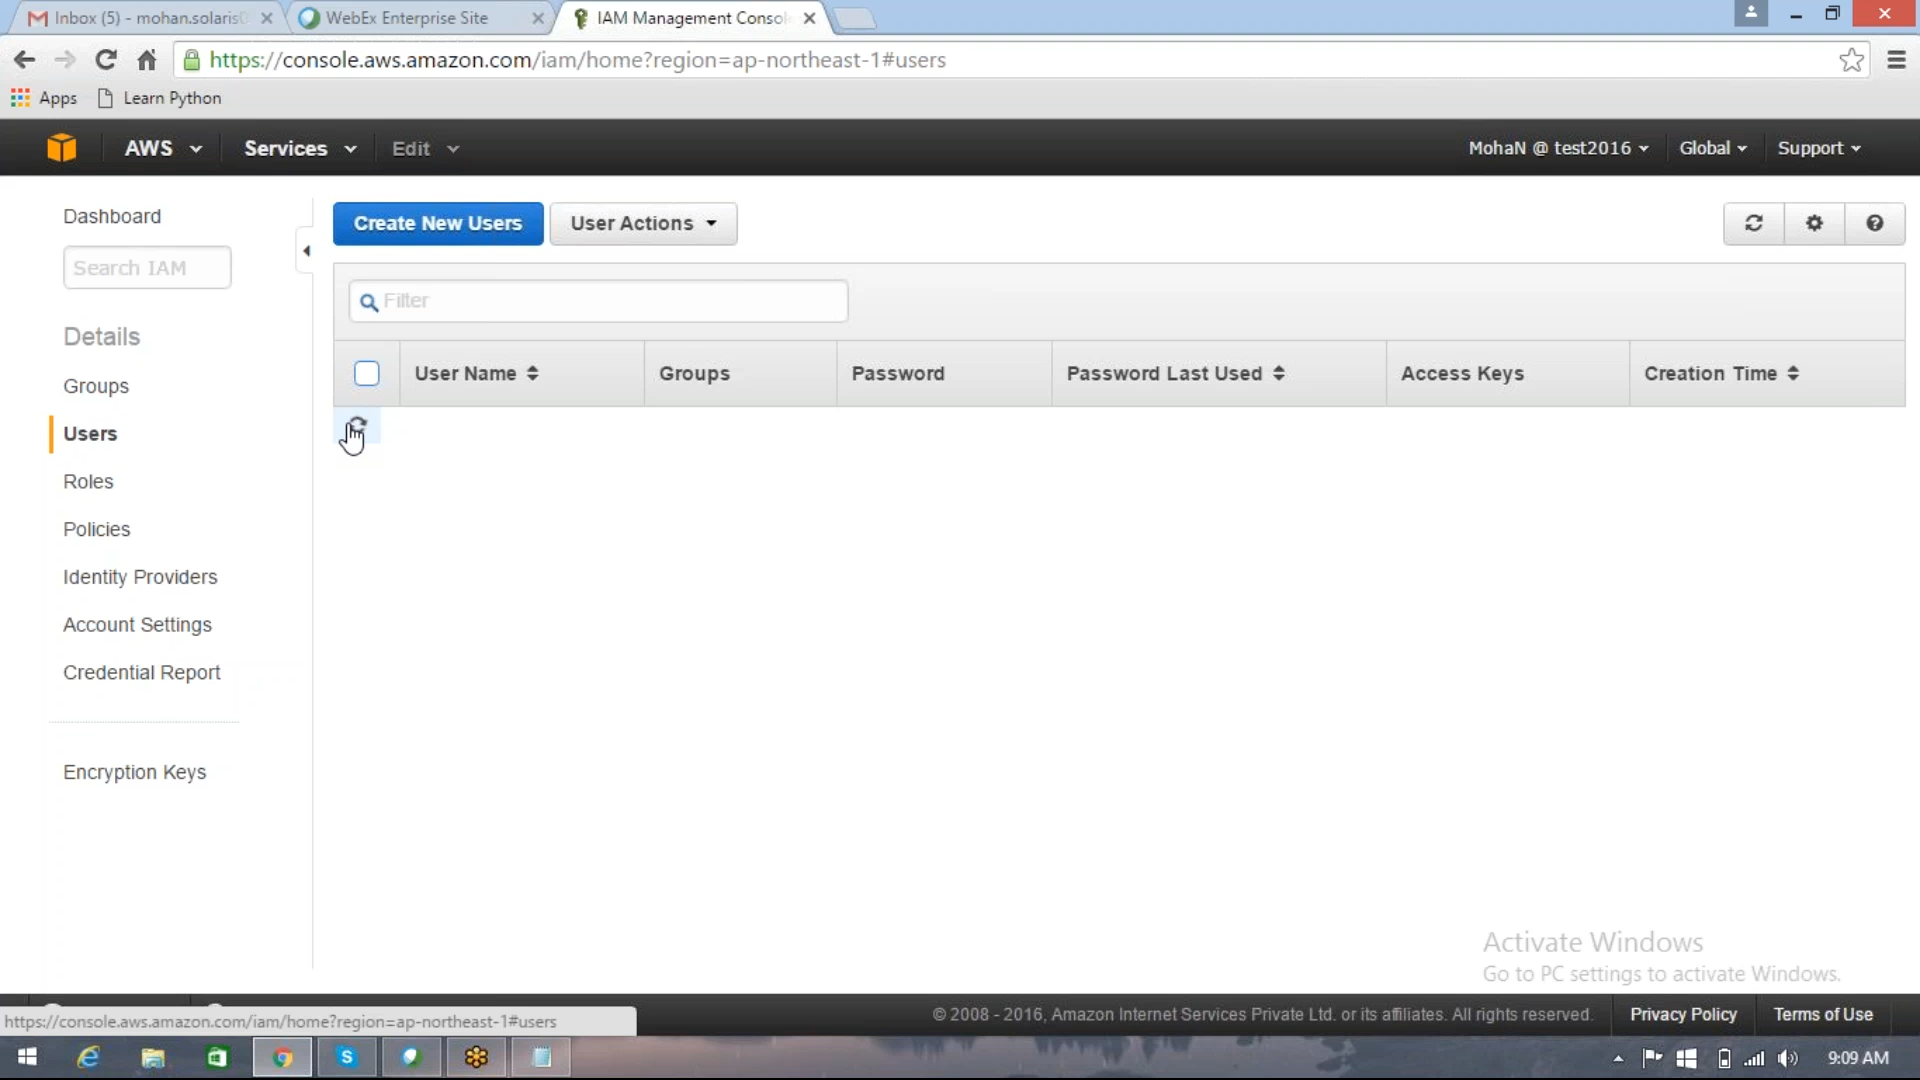 Inbox (5) - mohan.solaris
WebEx Enterprise Site
IAM Management Consol
https://console.aws.amazon.com/iam/home?region=ap-northeast-1#users
Apps
Learn Python
AWS
Services
Edit
MohaN @ test2016
Global
Support
Dashboard
Search IAM
Details
Groups
Users
Roles
Policies
Identity Providers
Account Settings
Credential Report
Encryption Keys
Create New Users
User Actions
Filter
User Name
Groups
Password
Password Last Used
Access Keys
Creation Time
Activate Windows
Go to PC settings to activate Windows.
https://console.aws.amazon.com/iam/home?region=ap-northeast-1#users
© 2008 - 2016, Amazon Internet Services Private Ltd. or its affiliates. All rights reserved.
Privacy Policy
Terms of Use
9:09 AM